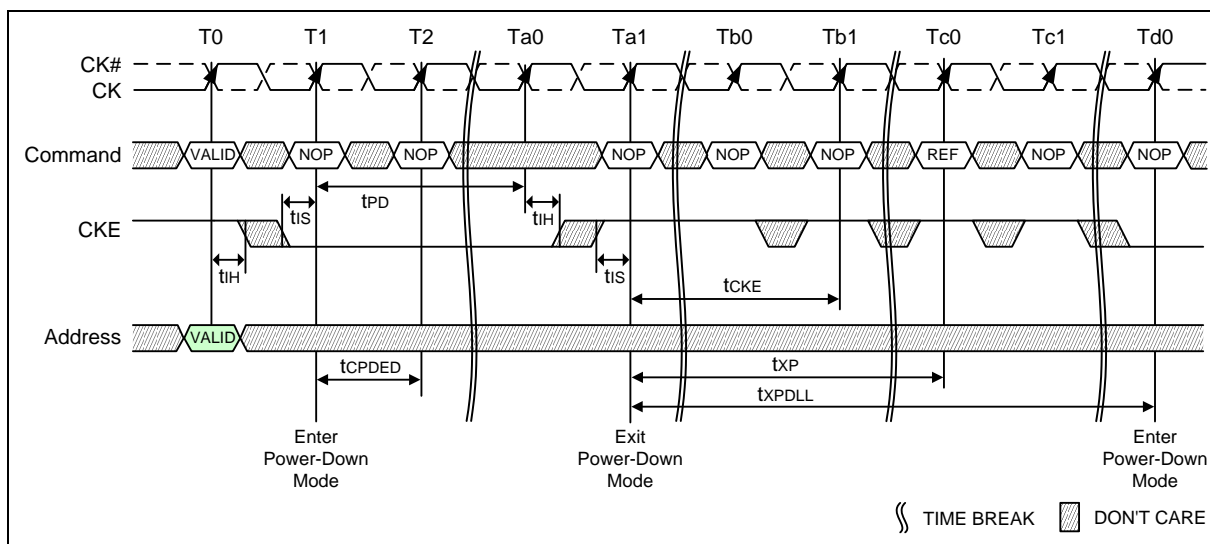 T0 T1 T2 Ta0 Ta1 Tb0 Tb1 Tc0 Tc1 Td0
CK#
CK
Command VALID NOP NOP NOP NOP NOP REF NOP NOP
tIS tPD tIH
CKE
tIH tIS
tCKE
Address VALID
tCPDED tXP
tXPDLL
Enter
Power-Down
Mode
Exit
Power-Down
Mode
Enter
Power-Down
Mode
TIME BREAK DON'T CARE